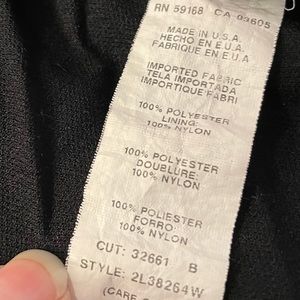 RN 59168 CA 03605
MADE IN U.S.A.
HECHO EN E.U.A.
FABRIQUE EN E.U.A.
IMPORTED FABRIC
TELA IMPORTADA
IMPORTIQUE FABRI
100% POLYESTER
LINING:
100% NYLON
100% POLYESTER
DOUBLURE:
100% NYLON
100% POLIESTER
FORRO
100% NYLON
CUT: 32661 B
STYLE: 2L38264W
(CARE